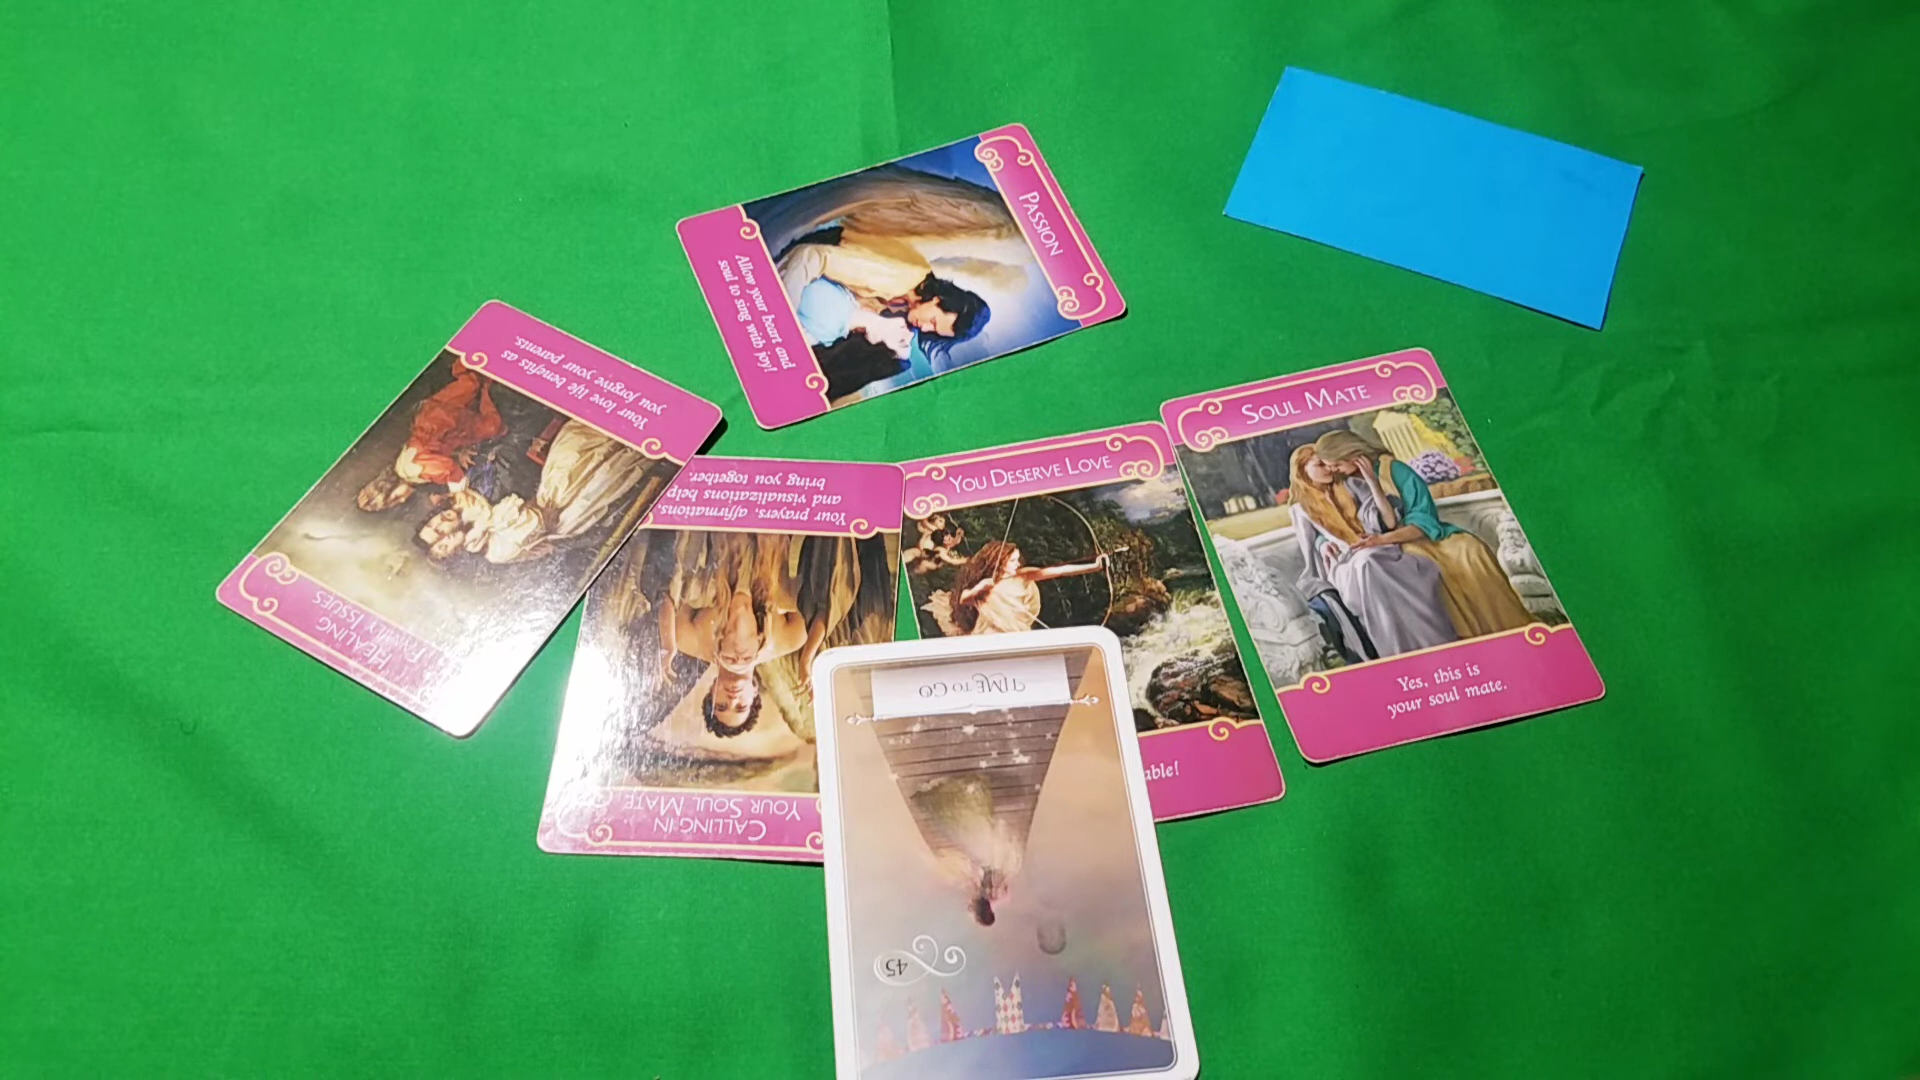 PASSION
Allow your heart and
soul to sing with joy!
Your love life benefits as
you forgive your parents.
HEALING
FAMILY ISSUES
Your prayers, affirmations,
and visualizations help
bring you together.
CALLING IN
YOUR SOUL MATE
YOU DESERVE LOVE
SOUL MATE
Yes, this is
your soul mate.
TIME TO GO
45